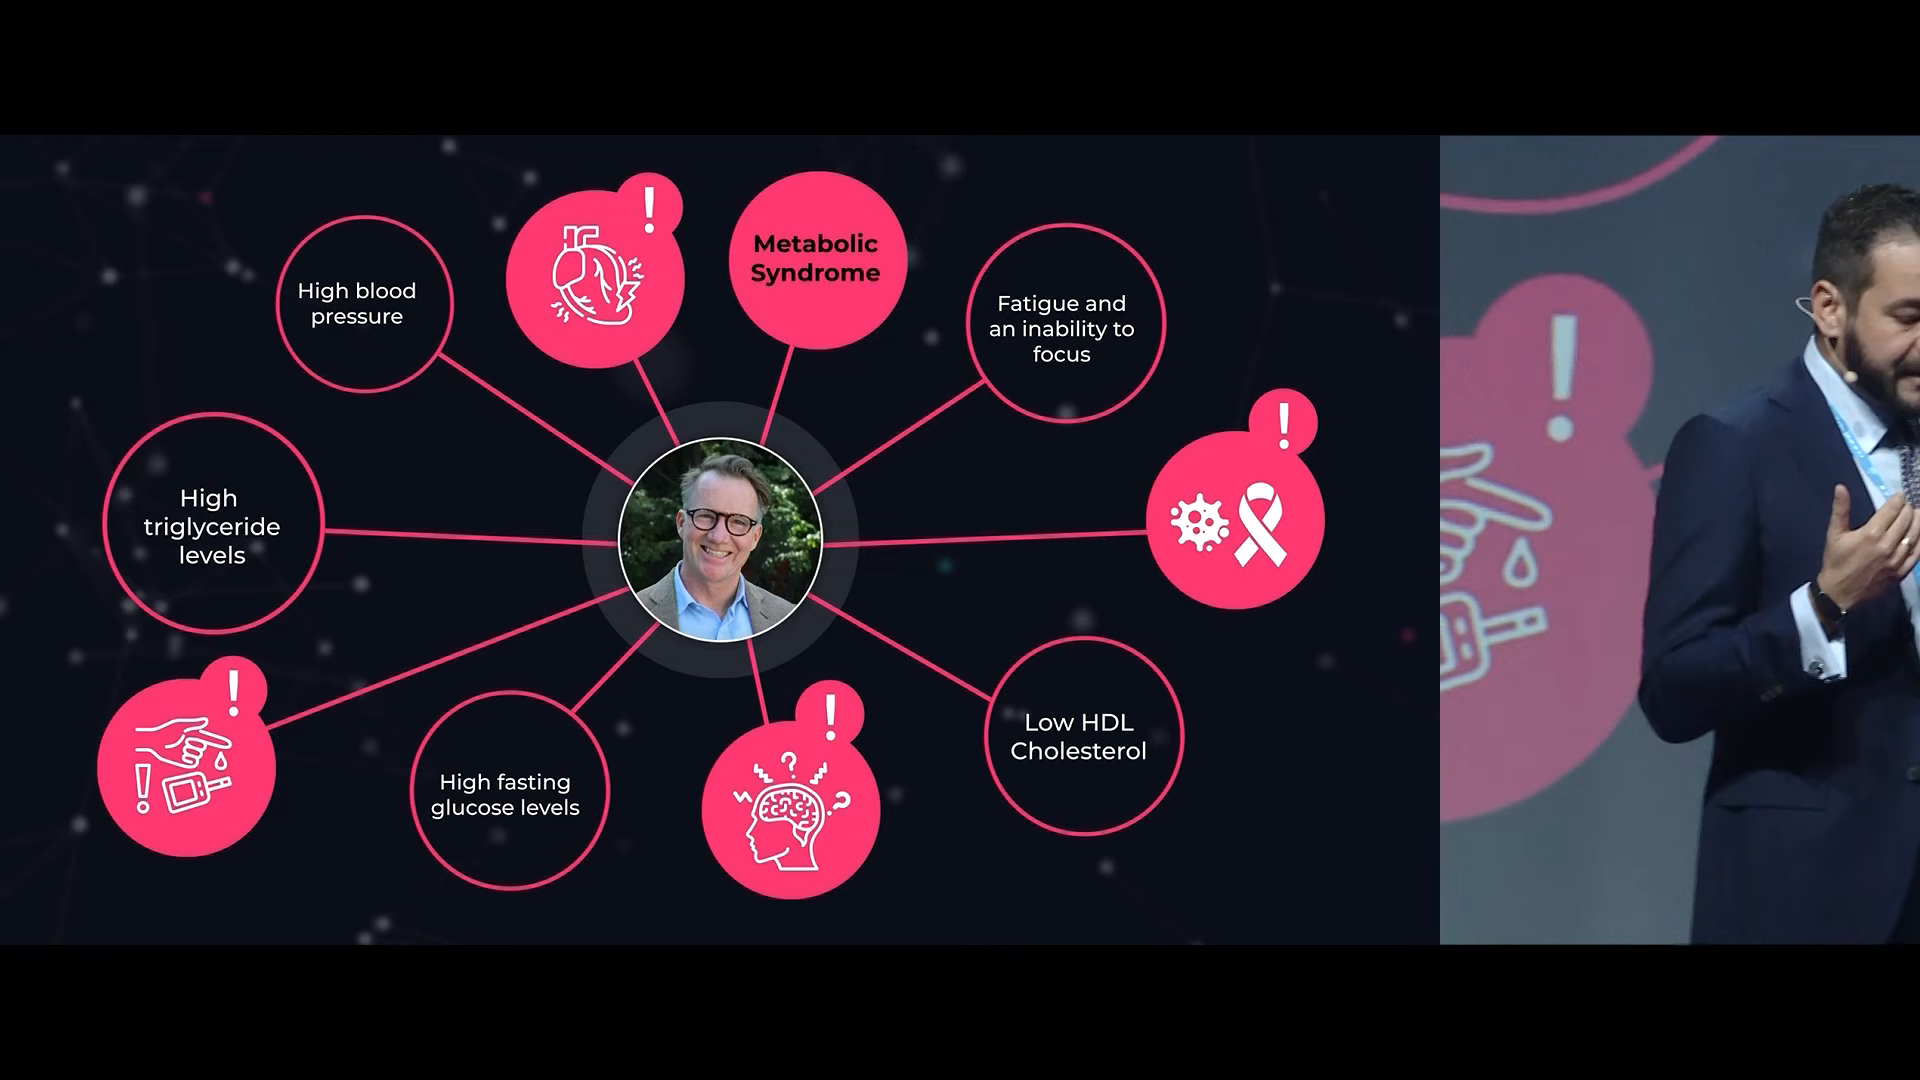 High blood
pressure
!
Metabolic
Syndrome
Fatigue and
an inability to
focus
!
High
triglyceride
levels
!
!
High fasting
glucose levels
!
? ?
Low HDL
Cholesterol
!